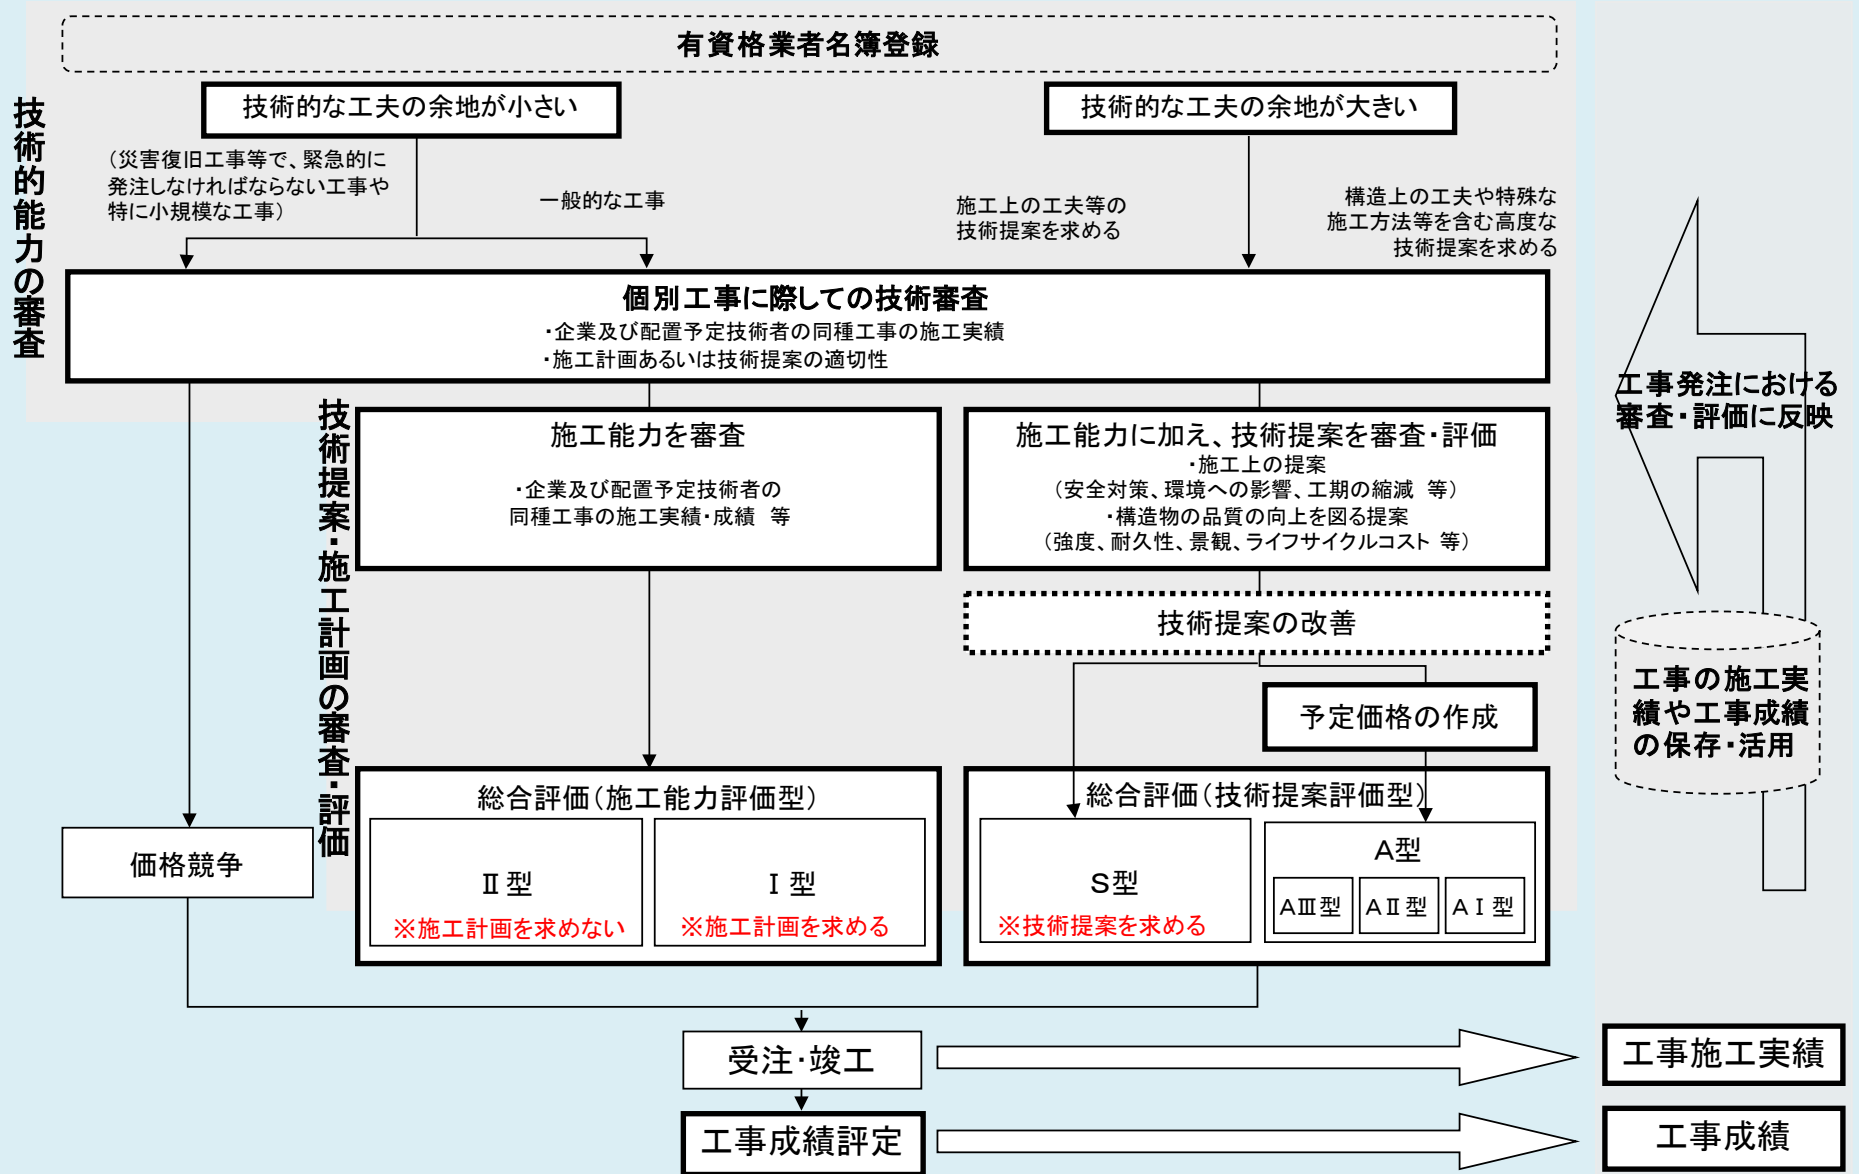 有資格業者名簿登録
技術的能力の審査
技術的な工夫の余地が小さい
技術的な工夫の余地が大きい
（災害復旧工事等で、緊急的に
発注しなければならない工事や
特に小規模な工事）
一般的な工事
施工上の工夫等の
技術提案を求める
構造上の工夫や特殊な
施工方法等を含む高度な
技術提案を求める
個別工事に際しての技術審査
・企業及び配置予定技術者の同種工事の施工実績
・施工計画あるいは技術提案の適切性
技術提案・施工計画の審査・評価
施工能力を審査
・企業及び配置予定技術者の
同種工事の施工実績・成績 等
施工能力に加え、技術提案を審査・評価
・施工上の提案
（安全対策、環境への影響、工期の縮減 等）
・構造物の品質の向上を図る提案
（強度、耐久性、景観、ライフサイクルコスト 等）
技術提案の改善
予定価格の作成
価格競争
総合評価（施工能力評価型）
Ⅱ型
※施工計画を求めない
Ⅰ型
※施工計画を求める
総合評価（技術提案評価型）
S型
※技術提案を求める
A型
AⅢ型
AⅡ型
AⅠ型
受注・竣工
工事成績評定
工事発注における
審査・評価に反映
工事の施工実
績や工事成績
の保存・活用
工事施工実績
工事成績